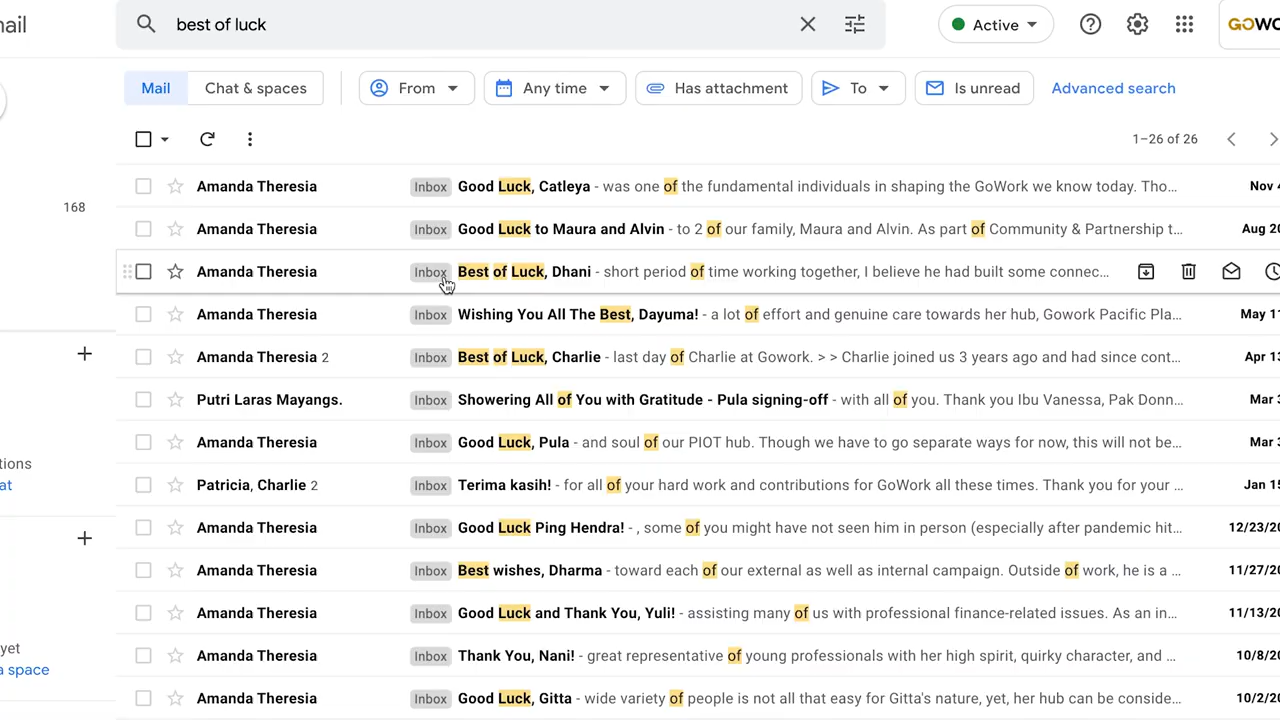 ail best of luck Active GOWO
Mail Chat & spaces From Any time Has attachment To Is unread Advanced search
1–26 of 26
Amanda Theresia Inbox Good Luck, Catleya - was one of the fundamental individuals in shaping the GoWork we know today. Tho… Nov 4
168
Amanda Theresia Inbox Good Luck to Maura and Alvin - to 2 of our family, Maura and Alvin. As part of Community & Partnership t… Aug 20
Amanda Theresia Inbox Best of Luck, Dhani - short period of time working together, I believe he had built some connec…
Amanda Theresia Inbox Wishing You All The Best, Dayuma! - a lot of effort and genuine care towards her hub, Gowork Pacific Pla… May 11
Amanda Theresia 2 Inbox Best of Luck, Charlie - last day of Charlie at Gowork. > > Charlie joined us 3 years ago and had since cont… Apr 13
Putri Laras Mayangs. Inbox Showering All of You with Gratitude - Pula signing-off - with all of you. Thank you Ibu Vanessa, Pak Donn… Mar 3
Amanda Theresia Inbox Good Luck, Pula - and soul of our PIOT hub. Though we have to go separate ways for now, this will not be… Mar 3
tions
at
Patricia, Charlie 2 Inbox Terima kasih! - for all of your hard work and contributions for GoWork all these times. Thank you for your … Jan 15
Amanda Theresia Inbox Good Luck Ping Hendra! - , some of you might have not seen him in person (especially after pandemic hit… 12/23/20
Amanda Theresia Inbox Best wishes, Dharma - toward each of our external as well as internal campaign. Outside of work, he is a … 11/27/20
Amanda Theresia Inbox Good Luck and Thank You, Yuli! - assisting many of us with professional finance-related issues. As an in… 11/13/20
yet
Amanda Theresia Inbox Thank You, Nani! - great representative of young professionals with her high spirit, quirky character, and … 10/8/20
a space
Amanda Theresia Inbox Good Luck, Gitta - wide variety of people is not all that easy for Gitta's nature, yet, her hub can be conside… 10/2/20